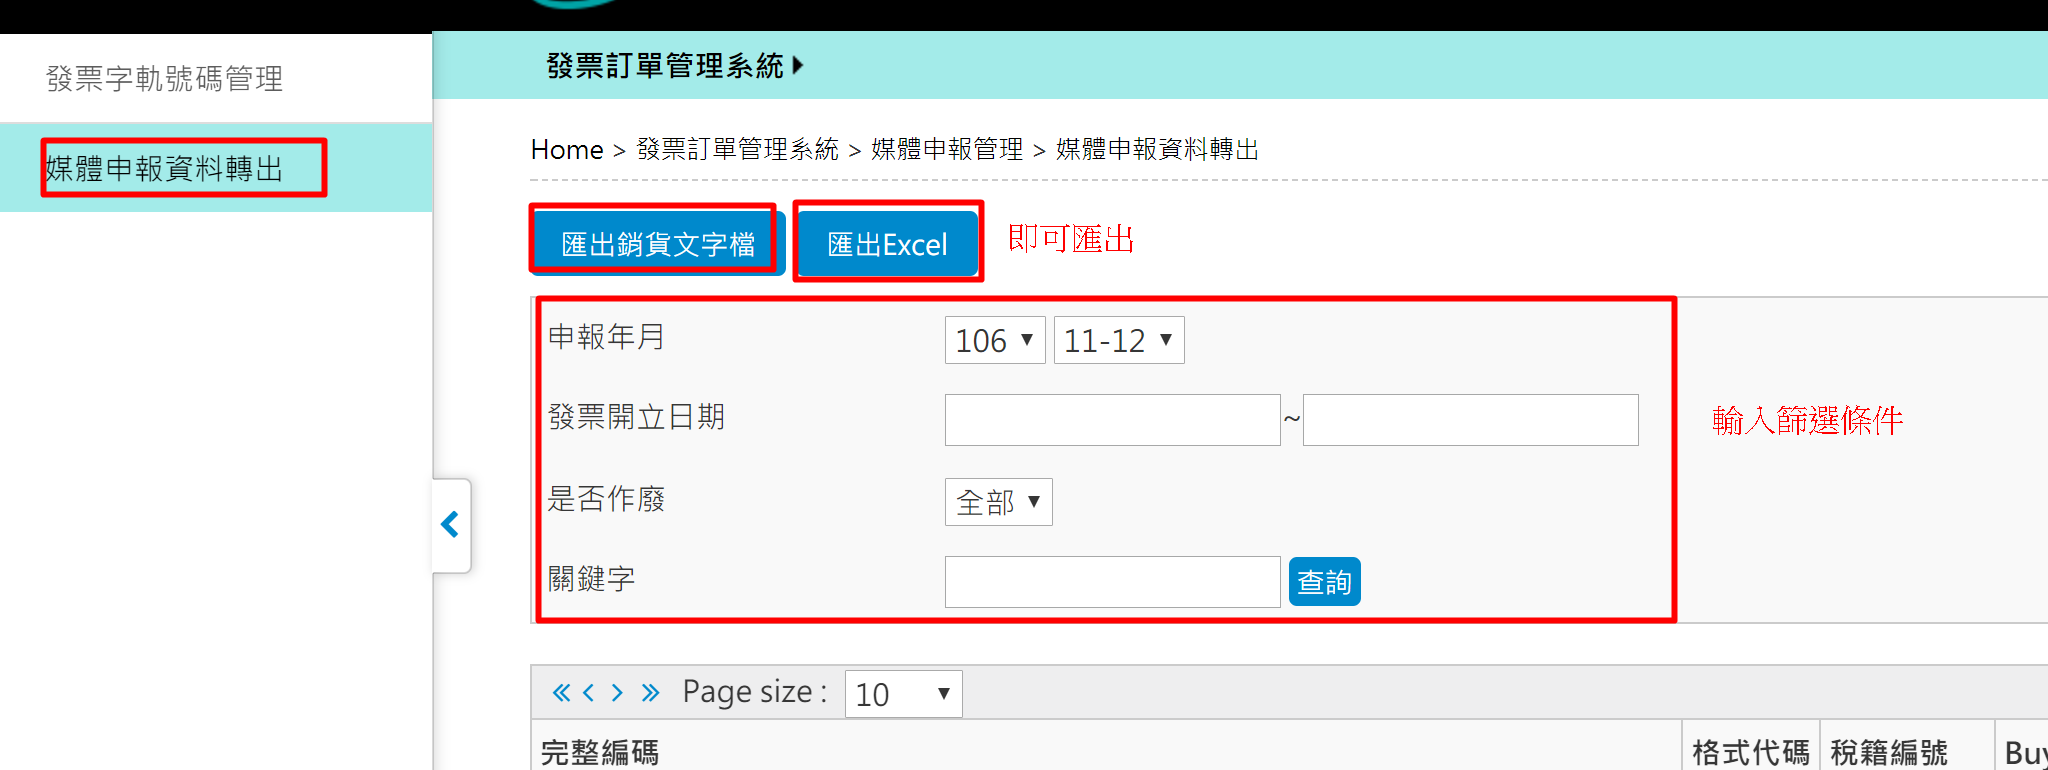 發票字軌號碼管理
媒體申報資料轉出
發票訂單管理系統
Home > 發票訂單管理系統 > 媒體申報管理 > 媒體申報資料轉出
匯出銷貨文字檔 匯出Excel 即可匯出
申報年月 106 11-12
發票開立日期 ~ 輸入篩選條件
是否作廢 全部
關鍵字 查詢
Page size : 10
完整編碼 格式代碼 稅籍編號